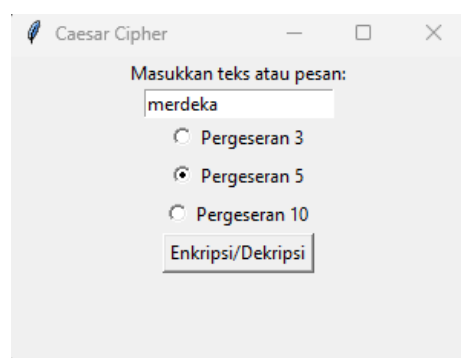 Caesar Cipher
Masukkan teks atau pesan:
merdeka
Pergeseran 3
Pergeseran 5
Pergeseran 10
Enkripsi/Dekripsi